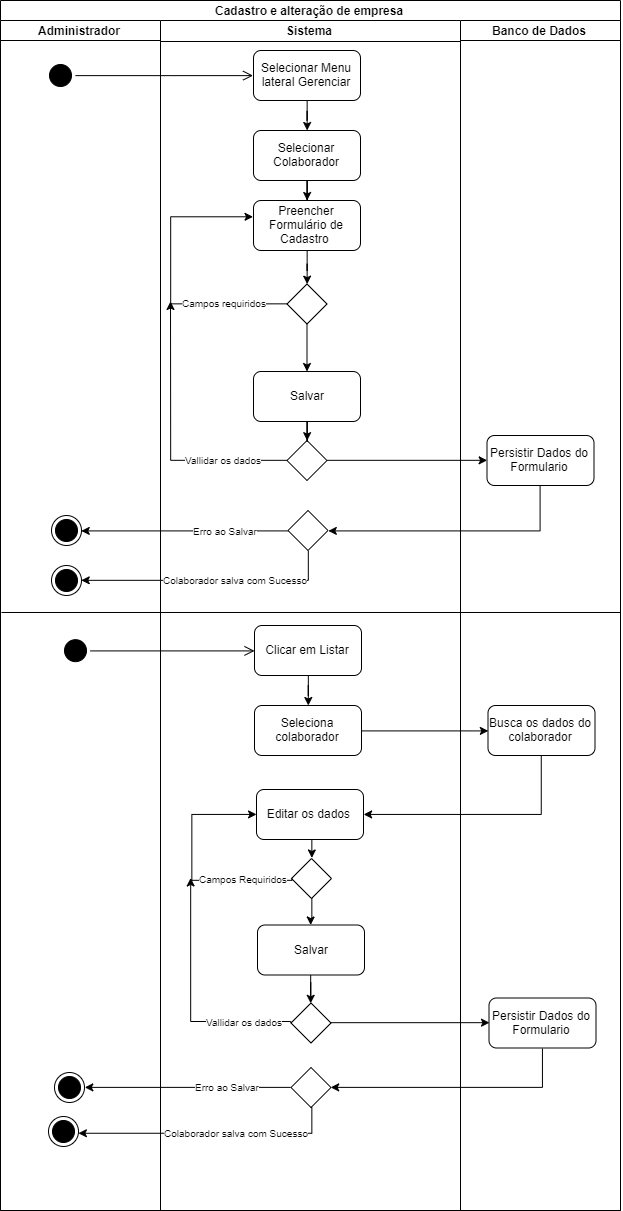 Cadastro e alteração de empresa
Administrador
Sistema
Banco de Dados
Selecionar Menu
lateral Gerenciar
Selecionar
Colaborador
Preencher
Formulário de
Cadastro
Campos requiridos
Salvar
Vallidar os dados
Persistir Dados do
Formulario
Erro ao Salvar
Colaborador salva com Sucesso
Clicar em Listar
Seleciona
colaborador
Busca os dados do
colaborador
Editar os dados
Campos Requiridos
Salvar
Vallidar os dados
Persistir Dados do
Formulario
Erro ao Salvar
Colaborador salva com Sucesso